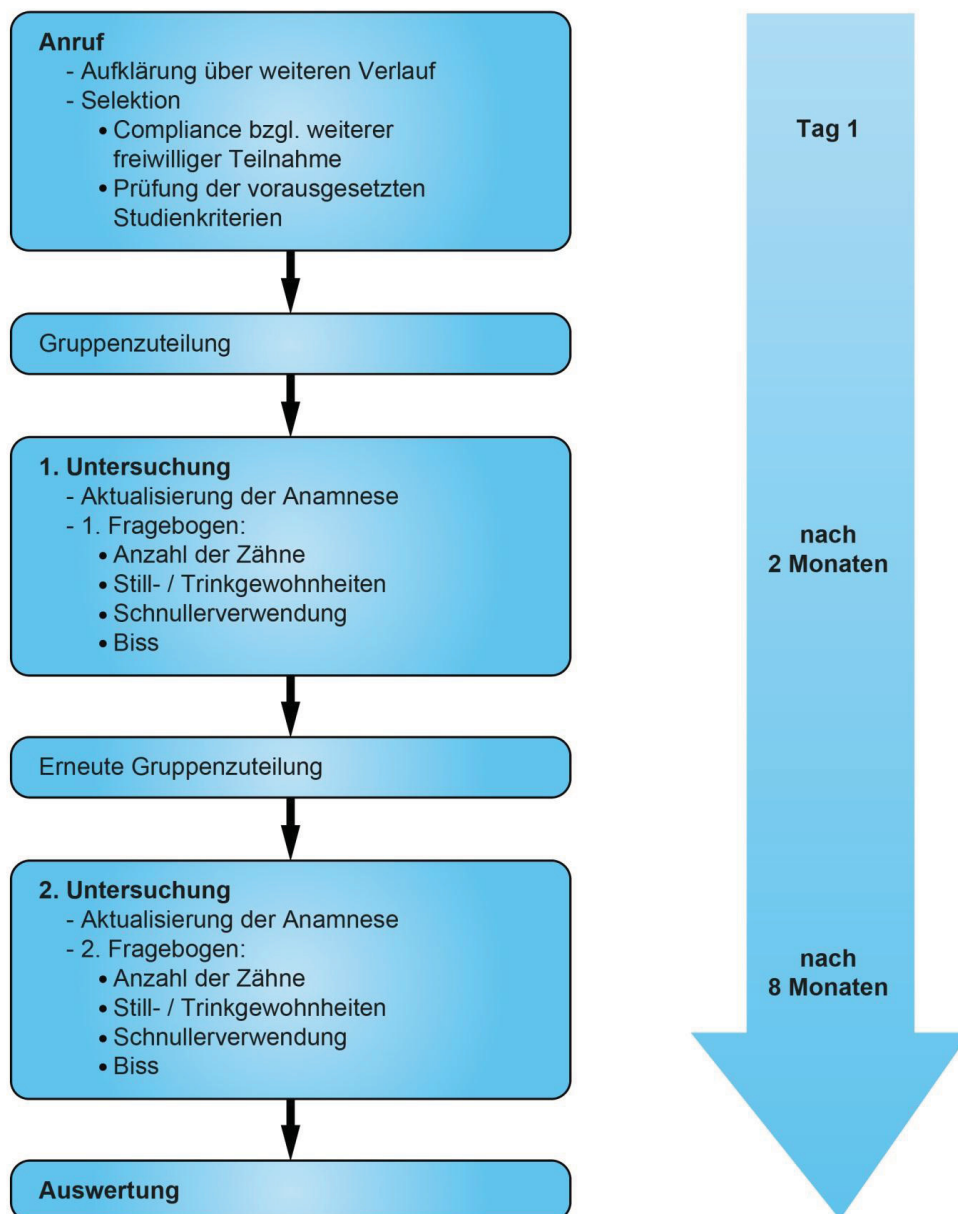 Anruf
- Aufklärung über weiteren Verlauf
- Selektion
• Compliance bzgl. weiterer
freiwilliger Teilnahme
• Prüfung der vorausgesetzten
Studienkriterien
Tag 1
Gruppenzuteilung
1. Untersuchung
- Aktualisierung der Anamnese
- 1. Fragebogen:
• Anzahl der Zähne
• Still- / Trinkgewohnheiten
• Schnullerverwendung
• Biss
nach
2 Monaten
Erneute Gruppenzuteilung
2. Untersuchung
- Aktualisierung der Anamnese
- 2. Fragebogen:
• Anzahl der Zähne
• Still- / Trinkgewohnheiten
• Schnullerverwendung
• Biss
nach
8 Monaten
Auswertung